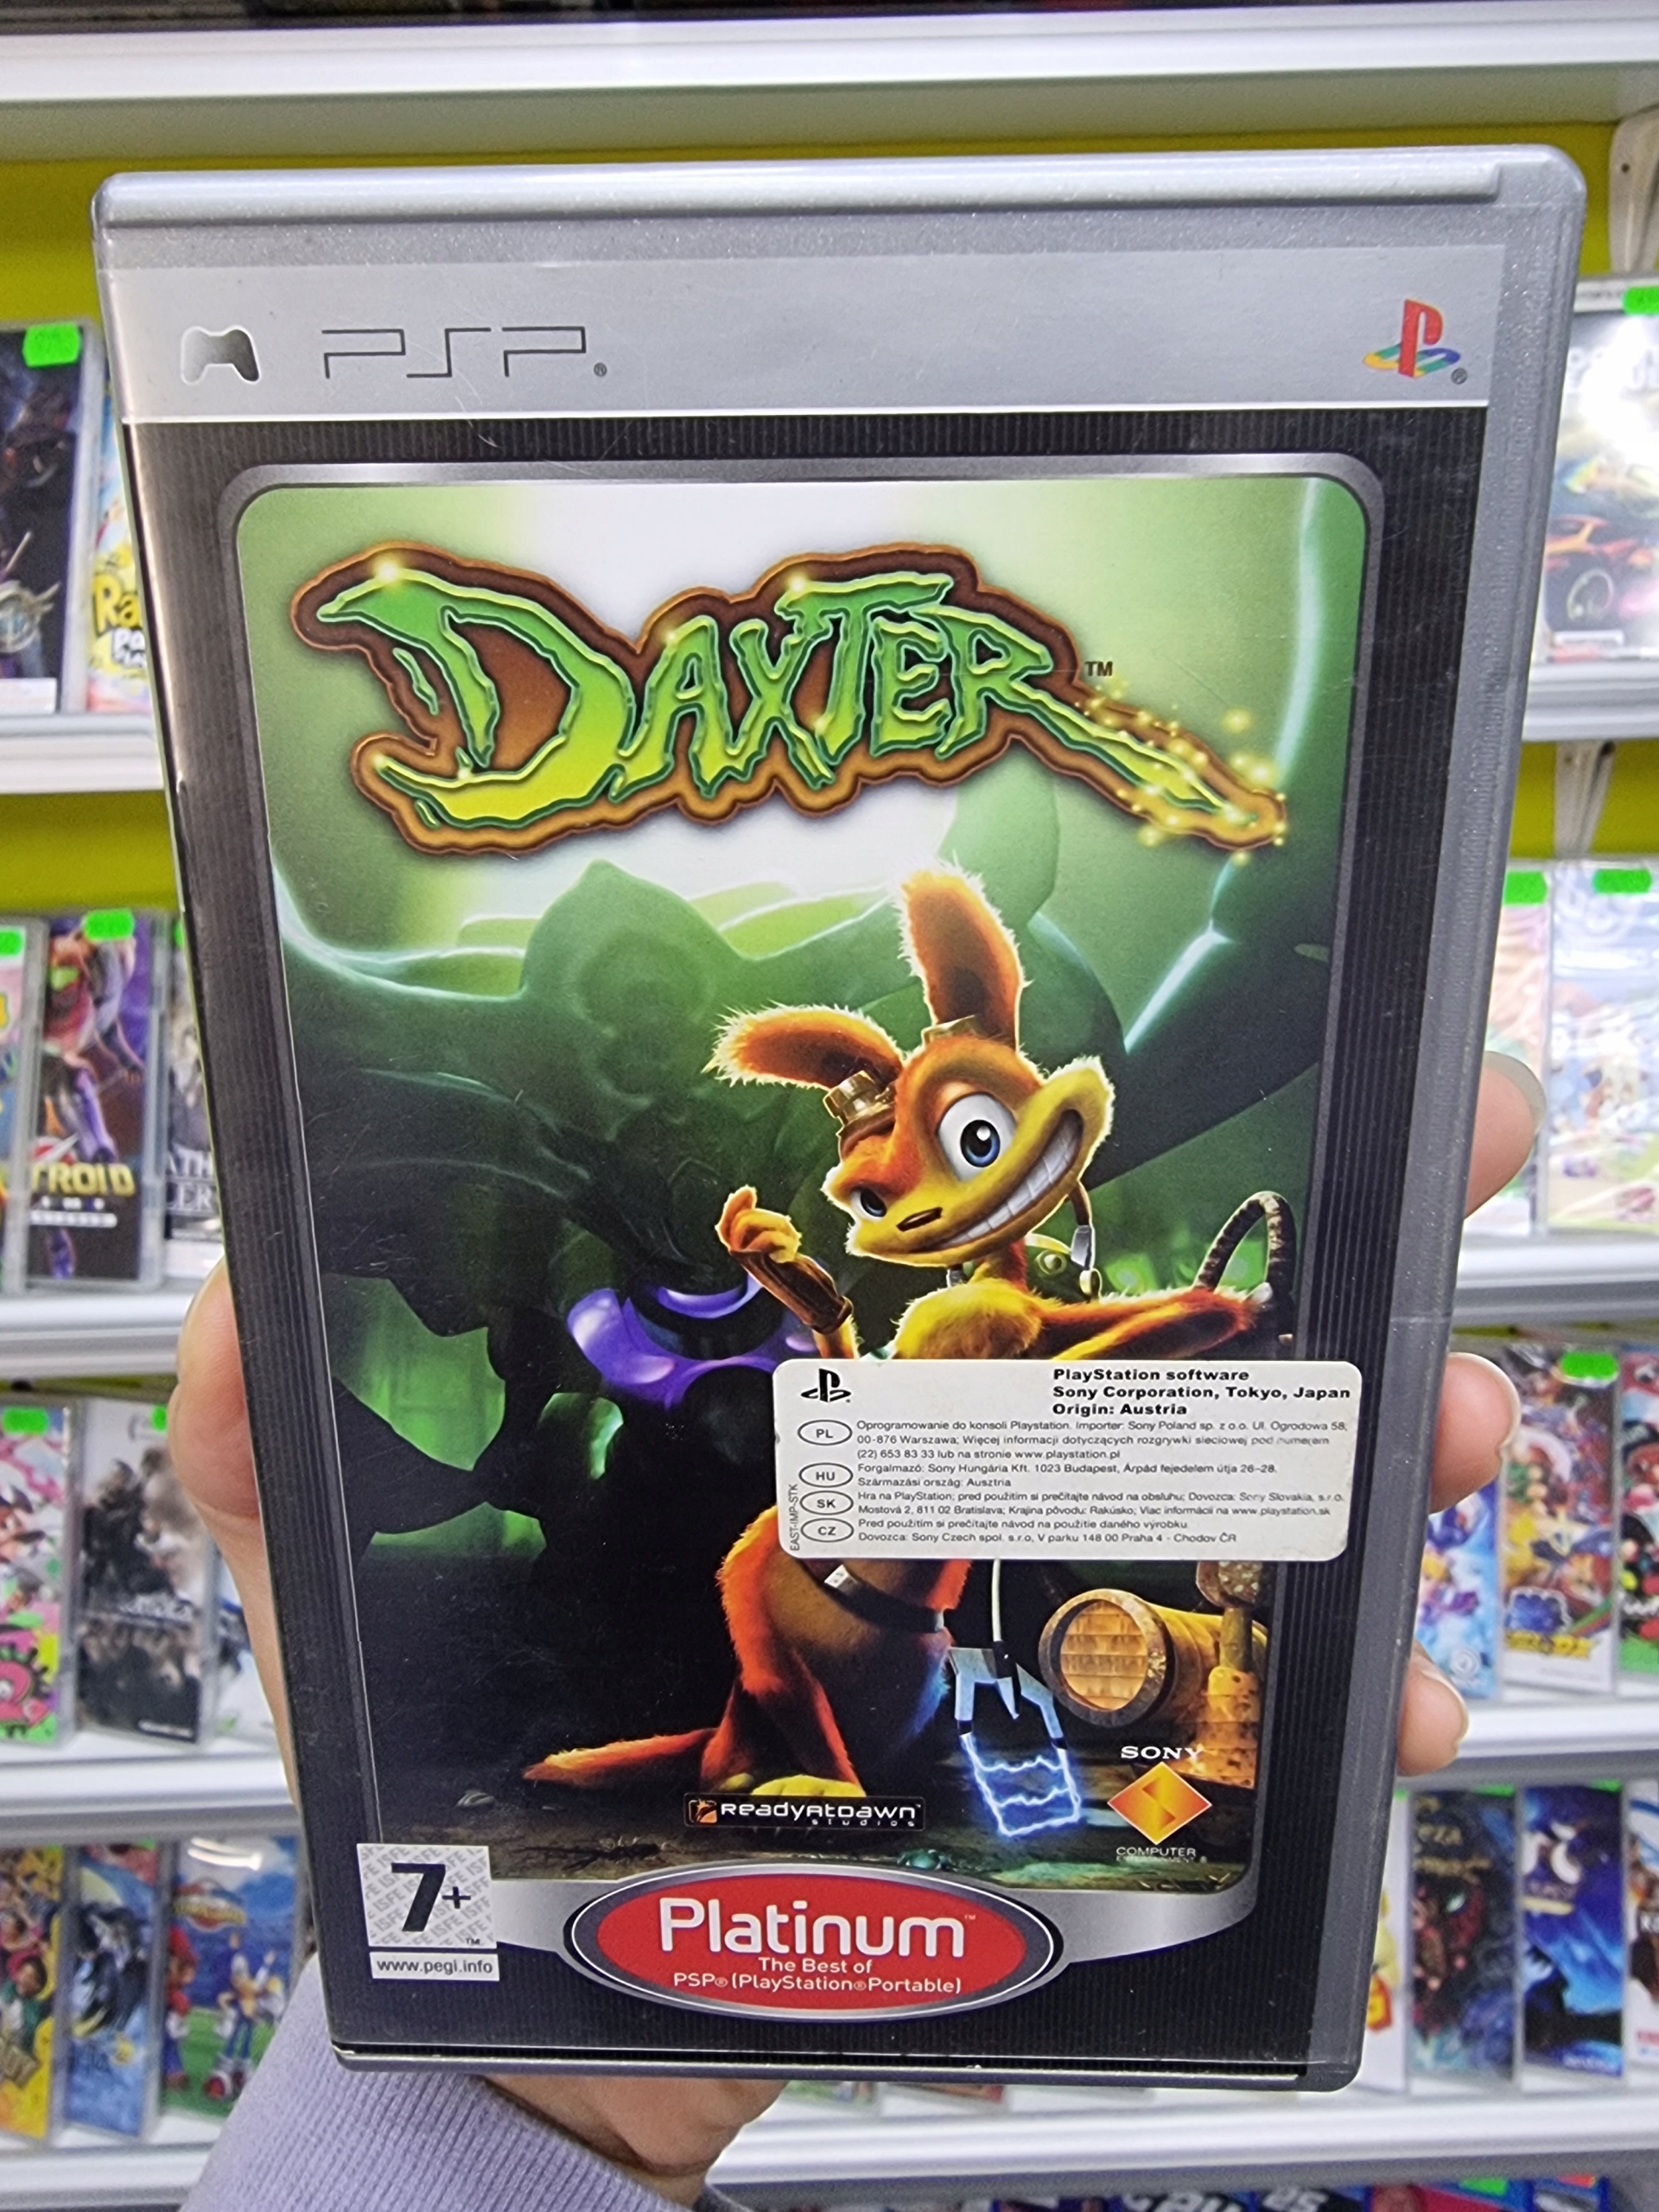 PSP®
DAXTER™
PlayStation software
Sony Corporation, Tokyo, Japan
Origin: Austria
PL
Oprogramowanie do konsoli Playstation. Importer: Sony Poland sp. z o.o. Ul. Ogrodowa 58,
00-876 Warszawa; Więcej informacji dotyczących rozgrywki sieciowej pod numerem
(22) 653 83 33 lub na stronie www.playstation.pl
HU
Forgalmazó: Sony Hungária Kft. 1023 Budapest, Árpád fejedelem útja 26-28.
Származási ország: Ausztria
SK
Hra na PlayStation; pred použitím si prečítajte návod na obsluhu; Dovozca: Sony Slovakia, s.r.o.
Mostová 2, 811 02 Bratislava; Krajina pôvodu: Rakúsko; Viac informácií na www.playstation.sk
CZ
Pred použitím si prečítajte návod na použitie daného výrobku
Dovozca: Sony Czech spol. s.r.o, V parku 148 00 Praha 4 - Chodov ČR
EAST-IMP-STK
SONY
COMPUTER
ENTERTAINMENT®
ReadyAtDawn™
studios
7+
www.pegi.info
Platinum™
The Best of
PSP® (PlayStation®Portable)
TROID